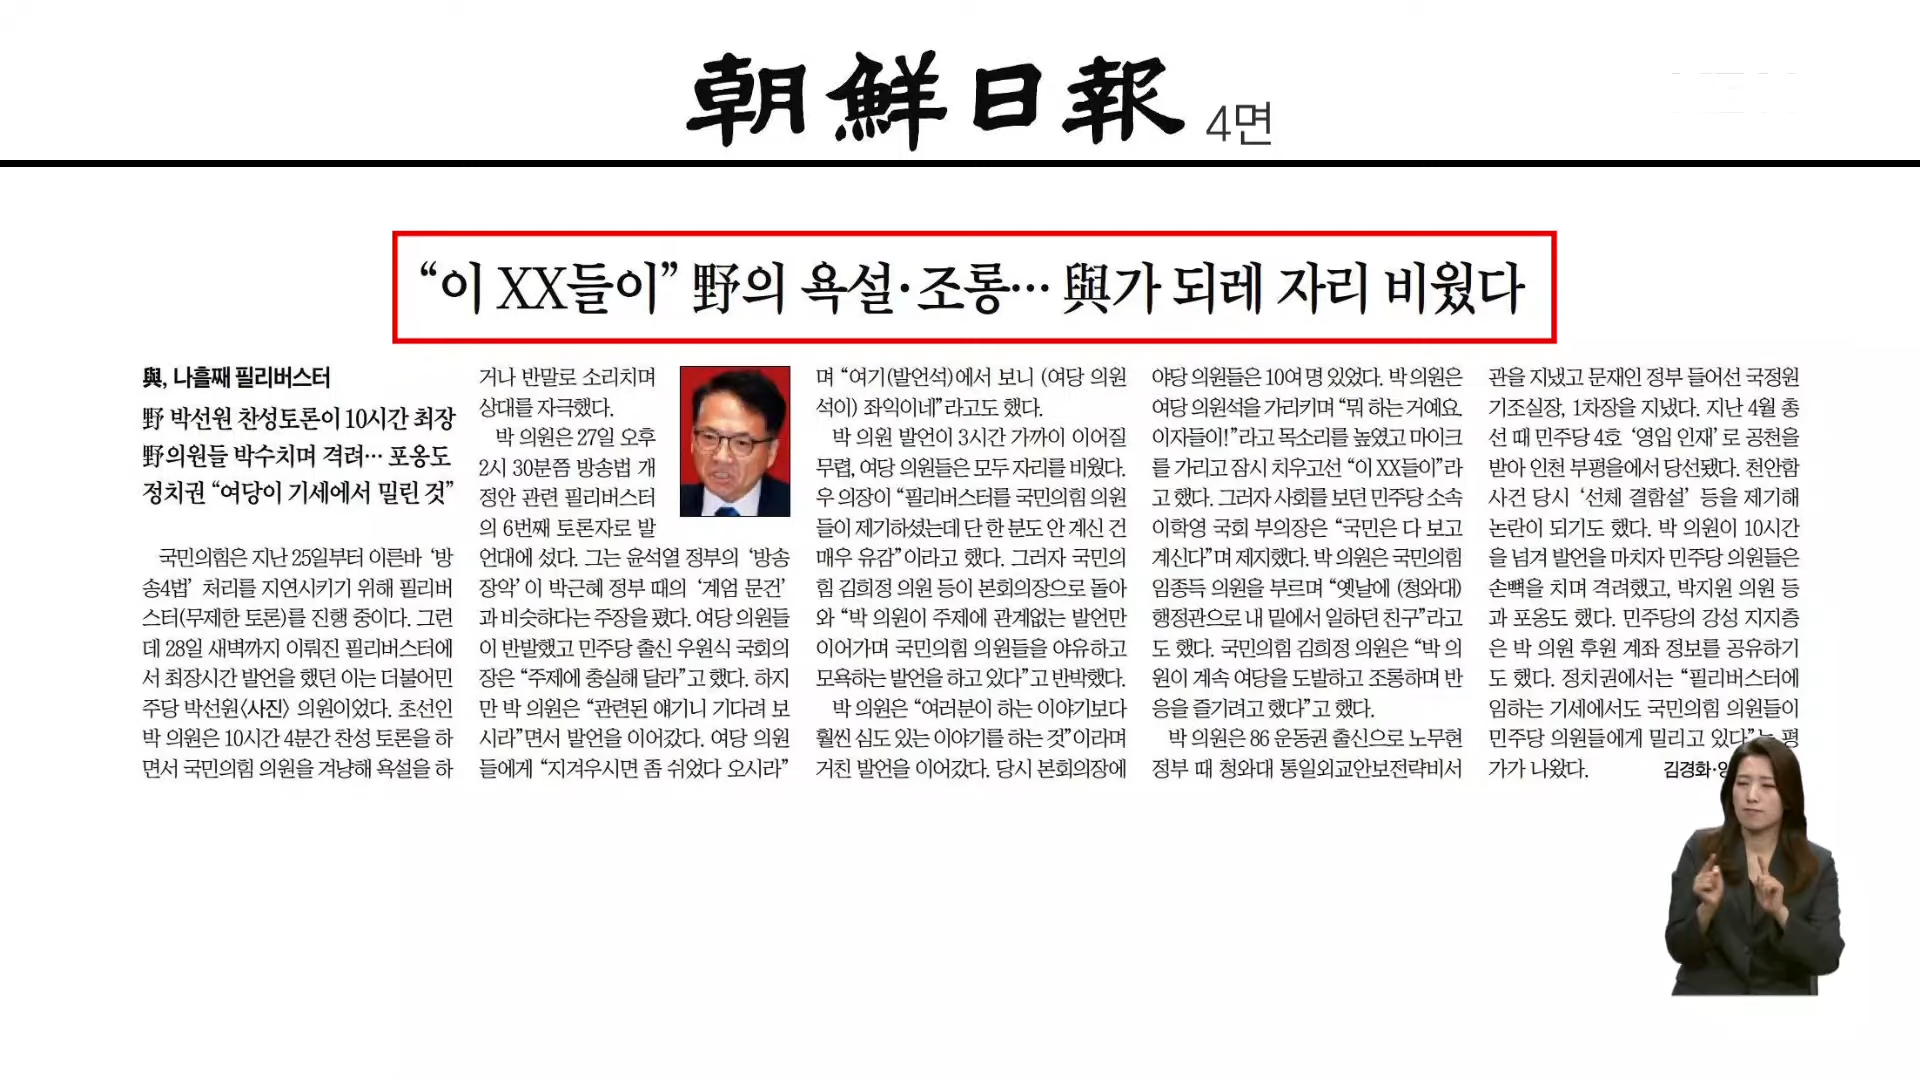 朝鮮日報 4면
“이 XX들이” 野의 욕설·조롱… 與가 되레 자리 비웠다
與, 나흘째 필리버스터
野 박선원 찬성토론이 10시간 최장
野의원들 박수치며 격려… 포옹도
정치권 “여당이 기세에서 밀린 것”
국민의힘은 지난 25일부터 이른바 ‘방
송4법’ 처리를 지연시키기 위해 필리버
스터(무제한 토론)를 진행 중이다. 그런
데 28일 새벽까지 이뤄진 필리버스터에
서 최장시간 발언을 했던 이는 더불어민
주당 박선원〈사진〉 의원이었다. 초선인
박 의원은 10시간 4분간 찬성 토론을 하
면서 국민의힘 의원을 겨냥해 욕설을 하
거나 반말로 소리치며
상대를 자극했다.
박 의원은 27일 오후
2시 30분쯤 방송법 개
정안 관련 필리버스터
의 6번째 토론자로 발
언대에 섰다. 그는 윤석열 정부의 ‘방송
장악’이 박근혜 정부 때의 ‘계엄 문건’
과 비슷하다는 주장을 폈다. 여당 의원들
이 반발했고 민주당 출신 우원식 국회의
장은 “주제에 충실해 달라”고 했다. 하지
만 박 의원은 “관련된 얘기니 기다려 보
시라”면서 발언을 이어갔다. 여당 의원
들에게 “지겨우시면 좀 쉬었다 오시라”
며 “여기(발언석)에서 보니 (여당 의원
석이) 좌익이네”라고도 했다.
박 의원 발언이 3시간 가까이 이어질
무렵, 여당 의원들은 모두 자리를 비웠다.
우 의장이 “필리버스터를 국민의힘 의원
들이 제기하셨는데 단 한 분도 안 계신 건
매우 유감”이라고 했다. 그러자 국민의
힘 김희정 의원 등이 본회의장으로 돌아
와 “박 의원이 주제에 관계없는 발언만
이어가며 국민의힘 의원들을 야유하고
모욕하는 발언을 하고 있다”고 반박했다.
박 의원은 “여러분이 하는 이야기보다
훨씬 심도 있는 이야기를 하는 것”이라며
거친 발언을 이어갔다. 당시 본회의장에
야당 의원들은 10여 명 있었다. 박 의원은
여당 의원석을 가리키며 “뭐 하는 거예요.
이자들이!”라고 목소리를 높였고 마이크
를 가리고 잠시 치우고선 “이 XX들이”라
고 했다. 그러자 사회를 보던 민주당 소속
이학영 국회 부의장은 “국민은 다 보고
계신다”며 제지했다. 박 의원은 국민의힘
임종득 의원을 부르며 “옛날에 (청와대)
행정관으로 내 밑에서 일하던 친구”라고
도 했다. 국민의힘 김희정 의원은 “박 의
원이 계속 여당을 도발하고 조롱하며 반
응을 즐기려고 했다”고 했다.
박 의원은 86 운동권 출신으로 노무현
정부 때 청와대 통일외교안보전략비서
관을 지냈고 문재인 정부 들어선 국정원
기조실장, 1차장을 지냈다. 지난 4월 총
선 때 민주당 4호 ‘영입 인재’로 공천을
받아 인천 부평을에서 당선됐다. 천안함
사건 당시 ‘선체 결함설’ 등을 제기해
논란이 되기도 했다. 박 의원이 10시간
을 넘겨 발언을 마치자 민주당 의원들은
손뼉을 치며 격려했고, 박지원 의원 등
과 포옹도 했다. 민주당의 강성 지지층
은 박 의원 후원 계좌 정보를 공유하기
도 했다. 정치권에서는 “필리버스터에
임하는 기세에서도 국민의힘 의원들이
민주당 의원들에게 밀리고 있다”는 평
가가 나왔다.
김경화·